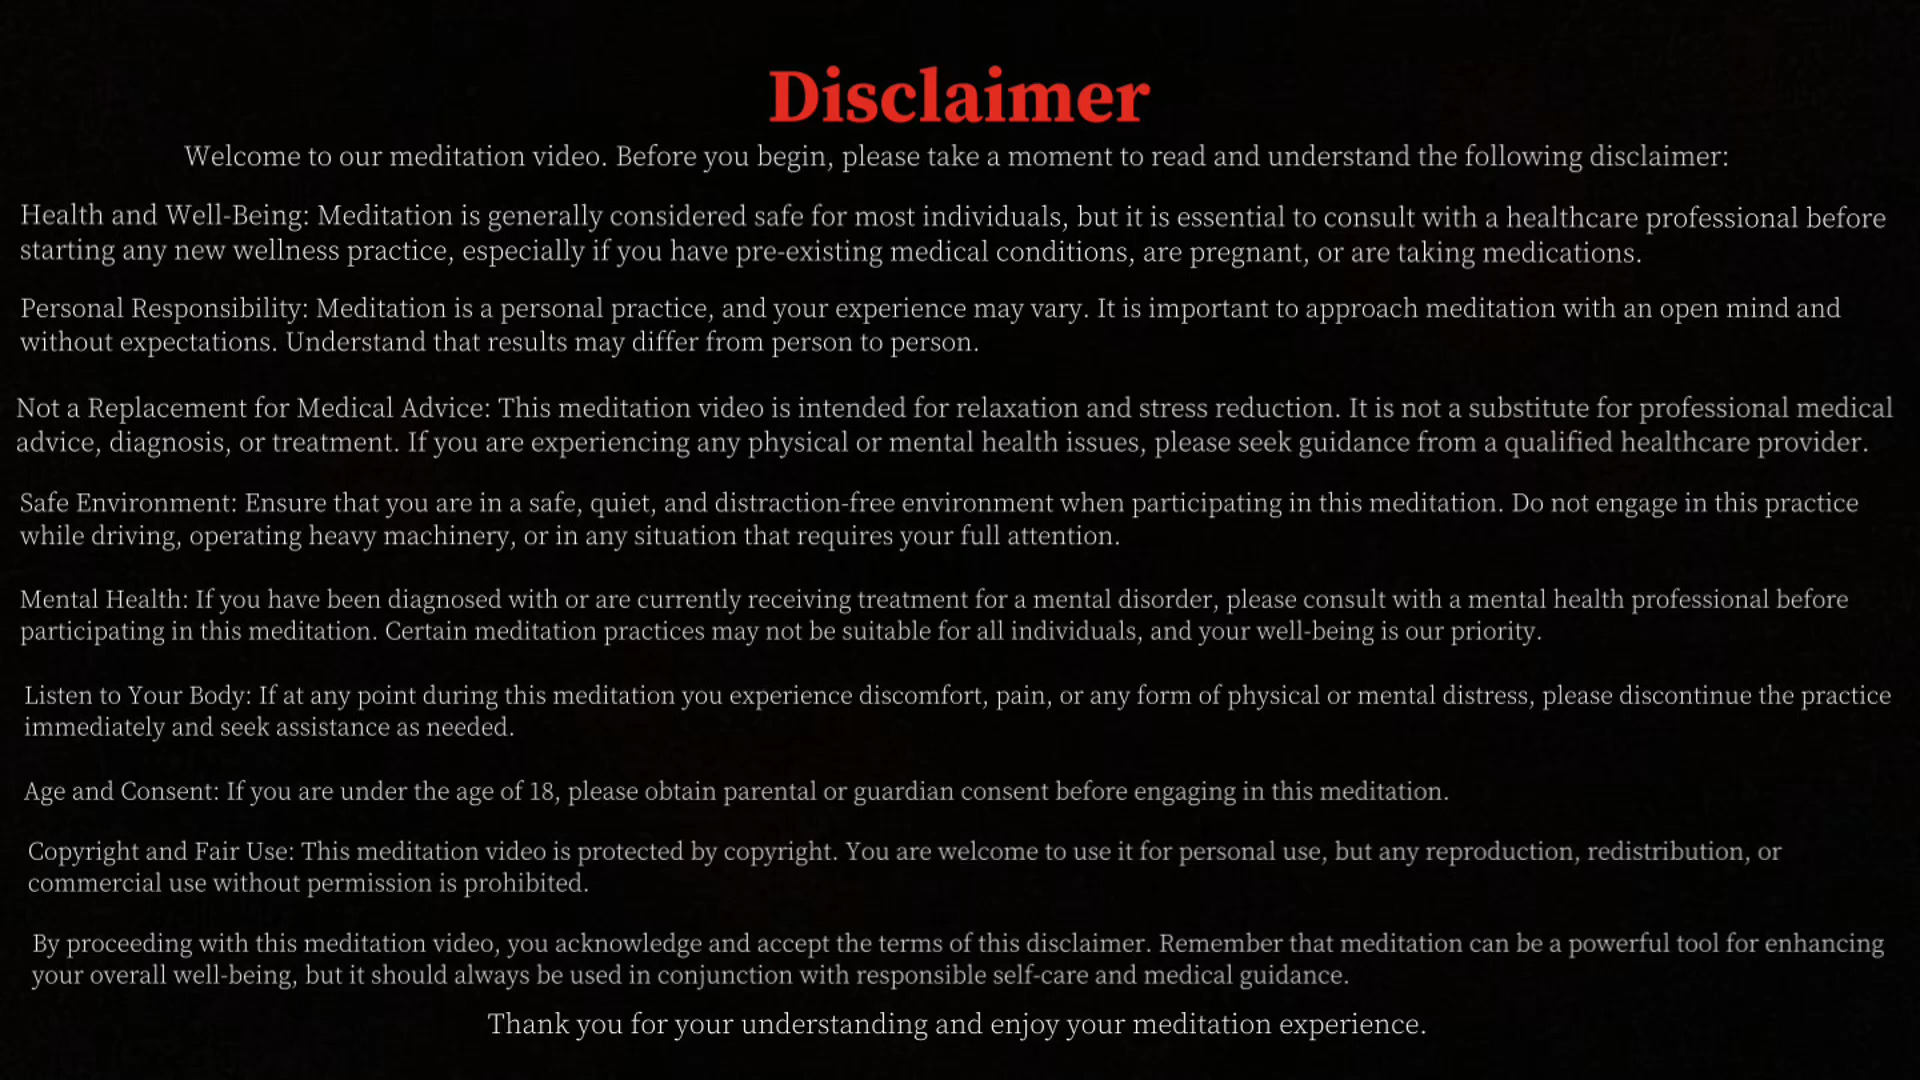 Disclaimer
Welcome to our meditation video. Before you begin, please take a moment to read and understand the following disclaimer:
Health and Well-Being: Meditation is generally considered safe for most individuals, but it is essential to consult with a healthcare professional before
starting any new wellness practice, especially if you have pre-existing medical conditions, are pregnant, or are taking medications.
Personal Responsibility: Meditation is a personal practice, and your experience may vary. It is important to approach meditation with an open mind and
without expectations. Understand that results may differ from person to person.
Not a Replacement for Medical Advice: This meditation video is intended for relaxation and stress reduction. It is not a substitute for professional medical
advice, diagnosis, or treatment. If you are experiencing any physical or mental health issues, please seek guidance from a qualified healthcare provider.
Safe Environment: Ensure that you are in a safe, quiet, and distraction-free environment when participating in this meditation. Do not engage in this practice
while driving, operating heavy machinery, or in any situation that requires your full attention.
Mental Health: If you have been diagnosed with or are currently receiving treatment for a mental disorder, please consult with a mental health professional before
participating in this meditation. Certain meditation practices may not be suitable for all individuals, and your well-being is our priority.
Listen to Your Body: If at any point during this meditation you experience discomfort, pain, or any form of physical or mental distress, please discontinue the practice
immediately and seek assistance as needed.
Age and Consent: If you are under the age of 18, please obtain parental or guardian consent before engaging in this meditation.
Copyright and Fair Use: This meditation video is protected by copyright. You are welcome to use it for personal use, but any reproduction, redistribution, or
commercial use without permission is prohibited.
By proceeding with this meditation video, you acknowledge and accept the terms of this disclaimer. Remember that meditation can be a powerful tool for enhancing
your overall well-being, but it should always be used in conjunction with responsible self-care and medical guidance.
Thank you for your understanding and enjoy your meditation experience.